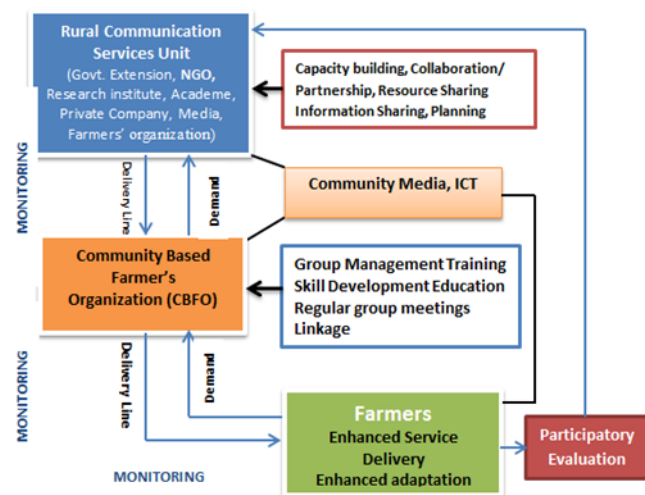 Rural Communication
Services Unit
(Govt. Extension, NGO,
Research institute, Academe,
Private Company, Media,
Farmers' organization)
Capacity building, Collaboration/
Partnership, Resource Sharing
Information Sharing, Planning
MONITORING
Delivery Line
Demand
Community Media, ICT
Community Based
Farmer's
Organization (CBFO)
Group Management Training
Skill Development Education
Regular group meetings
Linkage
MONITORING
Delivery Line
Demand
Farmers
Enhanced Service
Delivery
Enhanced adaptation
Participatory
Evaluation
MONITORING